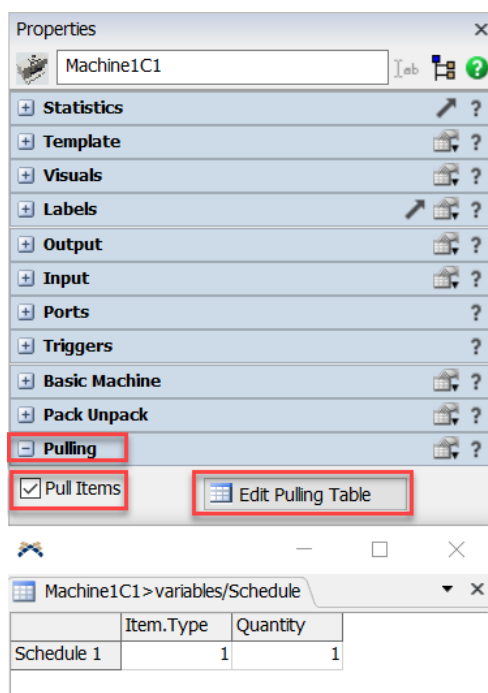 Properties
Machine1C1
Statistics
Template
Visuals
Labels
Output
Input
Ports
Triggers
Basic Machine
Pack Unpack
Pulling
Pull Items Edit Pulling Table
Machine1C1>variables/Schedule
Item.Type Quantity
Schedule 1 1 1